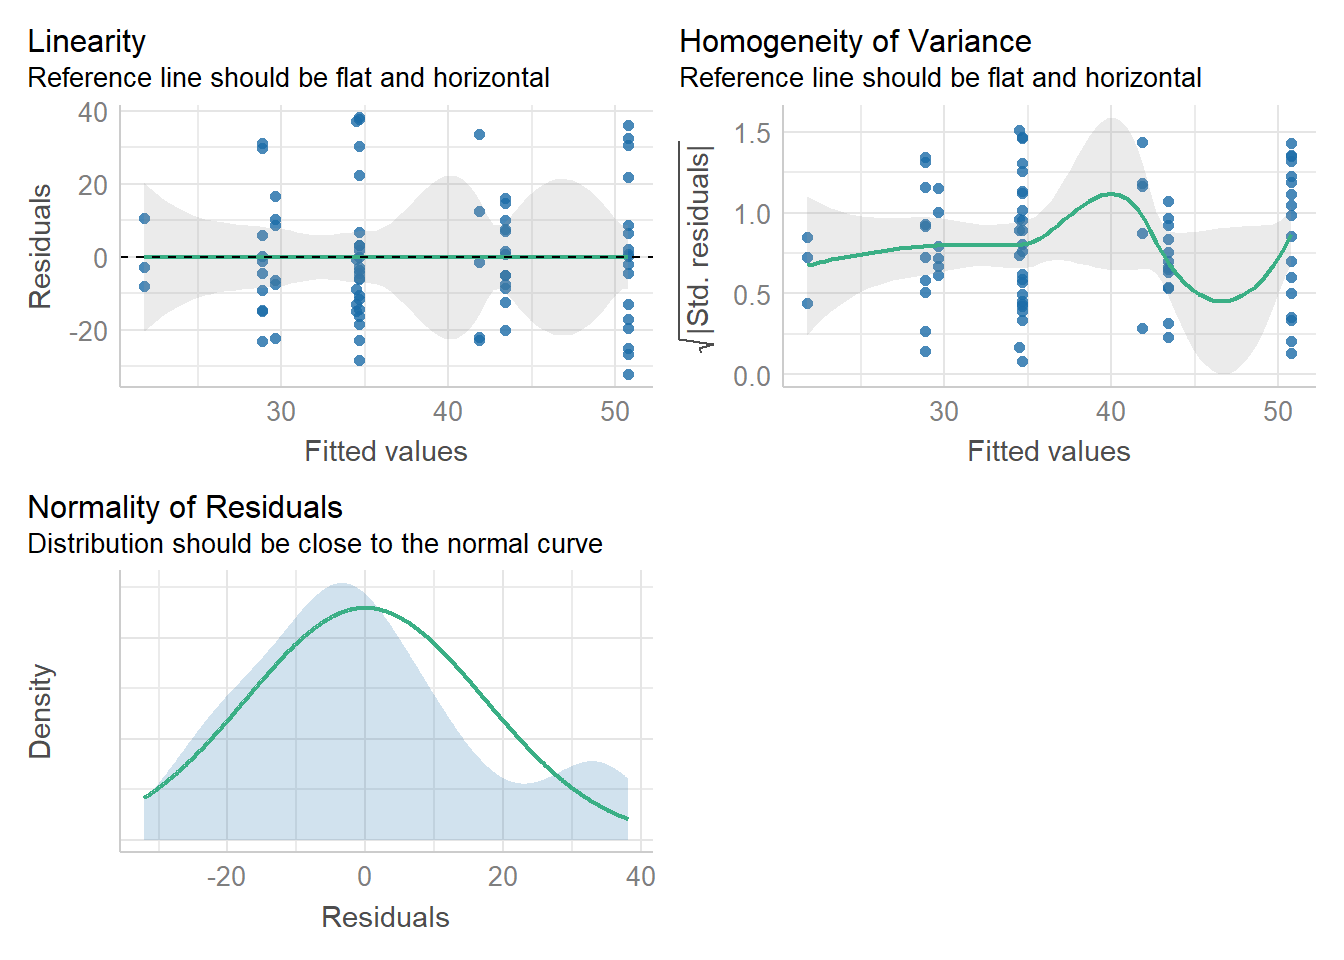 Linearity
Reference line should be flat and horizontal
40
20
0
-20
Residuals
30
40
50
Fitted values
Homogeneity of Variance
Reference line should be flat and horizontal
1.5
1.0
0.5
0.0
√|Std. residuals|
30
40
50
Fitted values
Normality of Residuals
Distribution should be close to the normal curve
Density
-20
0
20
40
Residuals